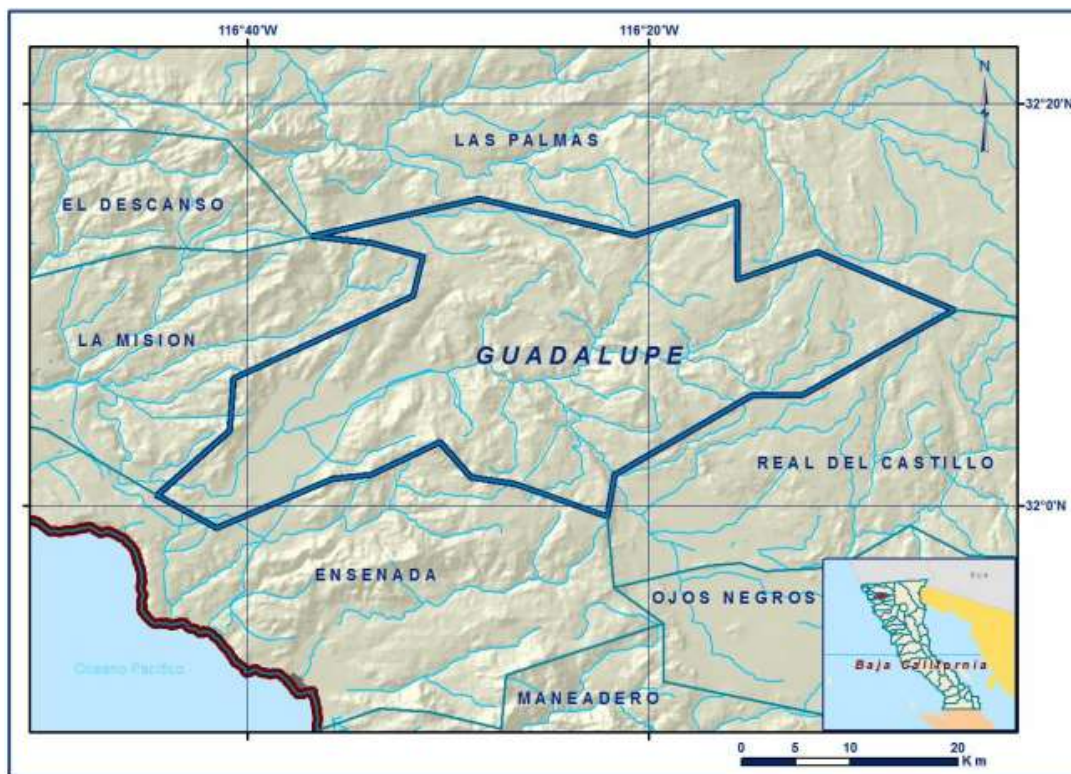 116°40'W
116°20'W
N
32°20'N
LAS PALMAS
EL DESCANSO
LA MISION
GUADALUPE
REAL DEL CASTILLO
32°0'N
ENSENADA
OJOS NEGROS
Oceano Pacifico
Baja California
MANEADERO
0 5 10 20
Km